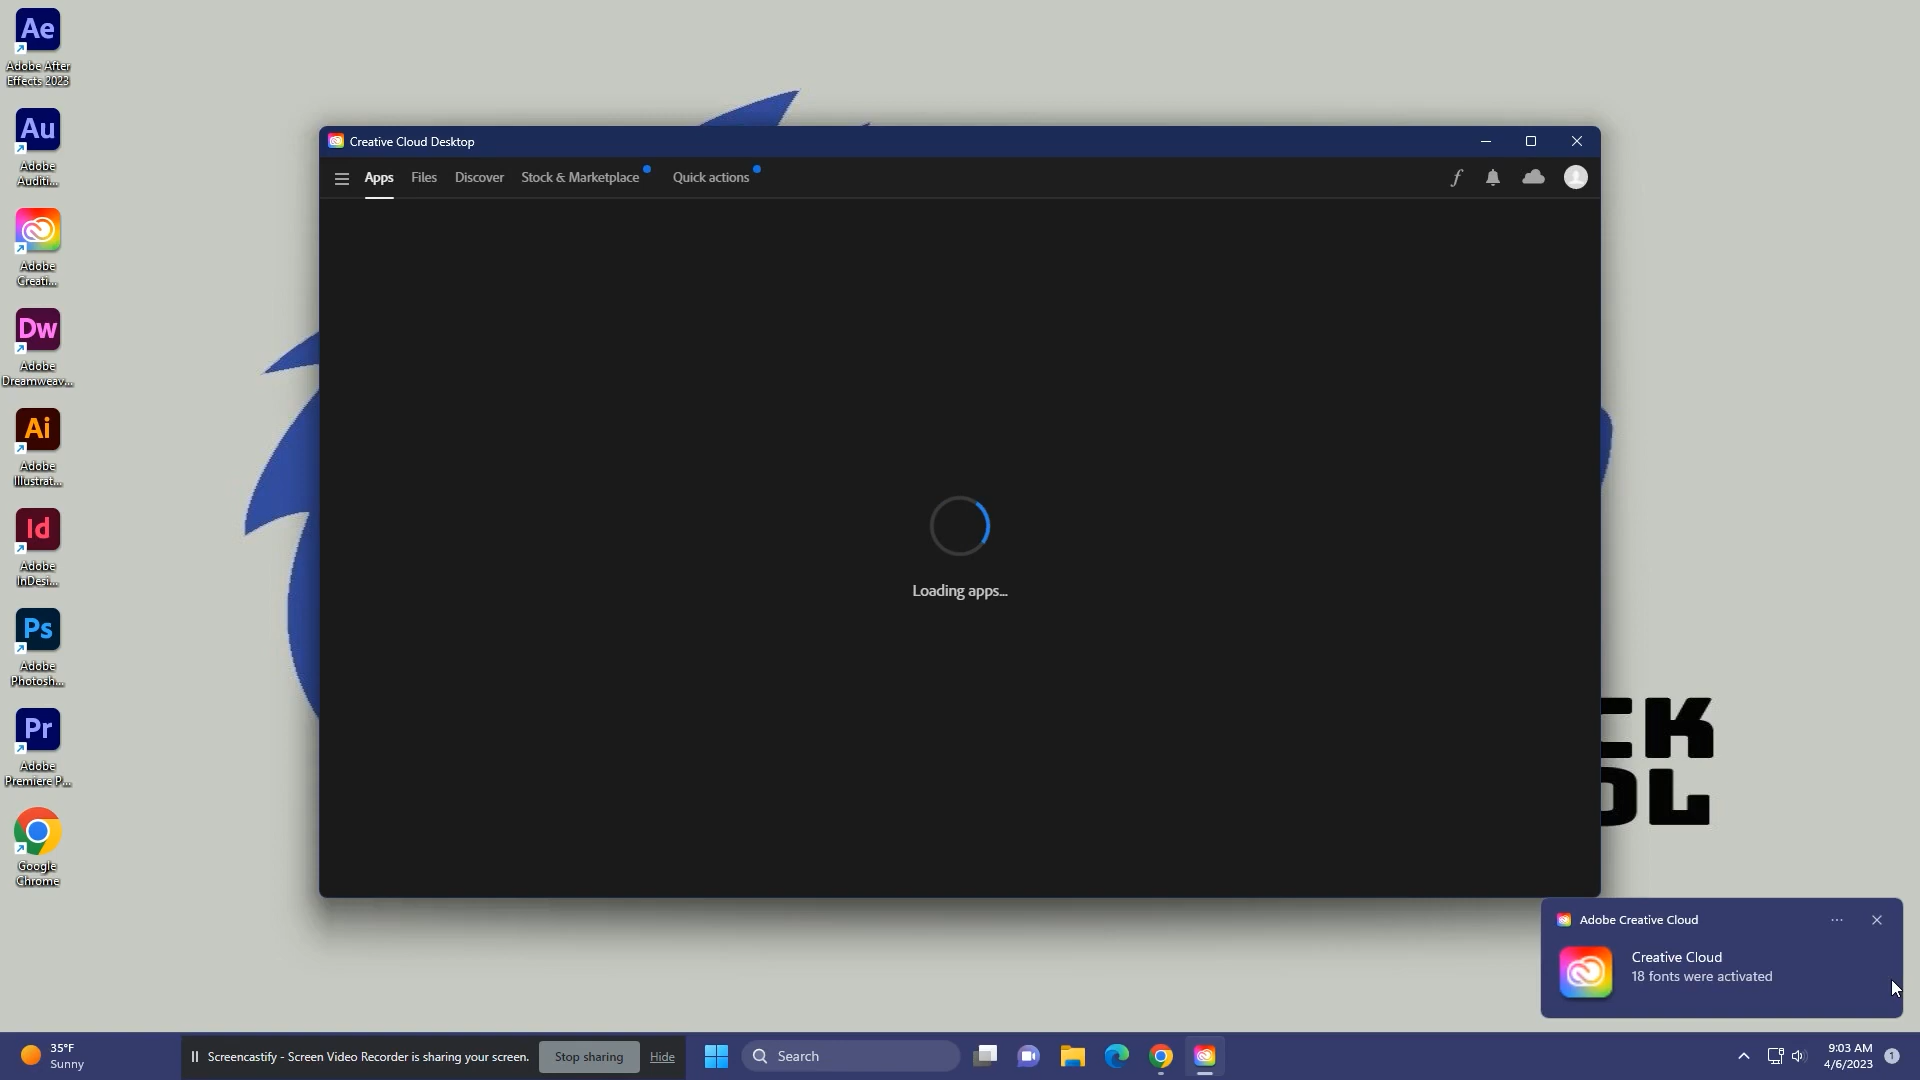 Ae
Adobe After
Effects 2023
Au
Adobe
Auditi...
Adobe
Creati...
Dw
Adobe
Dreamweav...
Ai
Adobe
Illustrat...
Id
Adobe
InDesi...
Ps
Adobe
Photosh...
Pr
Adobe
Premiere P...
Google
Chrome
Creative Cloud Desktop
Apps Files Discover Stock & Marketplace Quick actions
Loading apps...
CK
OL
Adobe Creative Cloud
Creative Cloud
18 fonts were activated
35°F
Sunny
Screencastify - Screen Video Recorder is sharing your screen. Stop sharing Hide
Search
9:03 AM
4/6/2023
1